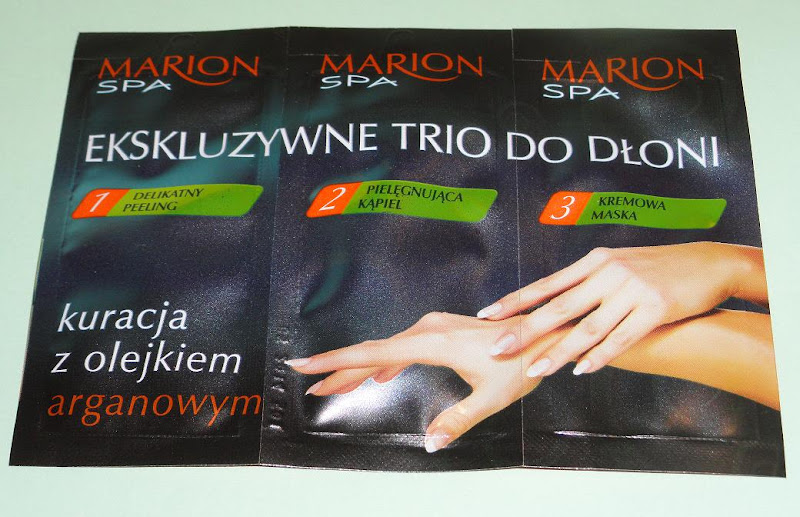 MARION
SPA
MARION
SPA
MARION
SPA
EKSKLUZYWNE TRIO DO DŁONI
1 DELIKATNY
PEELING
2 PIELĘGNUJĄCA
KĄPIEL
3 KREMOWA
MASKA
kuracja
z olejkiem
arganowym